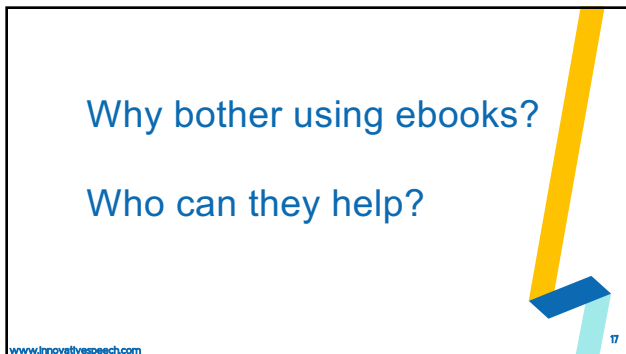 Why bother using ebooks?
Who can they help?
www.innovativespeech.com
17